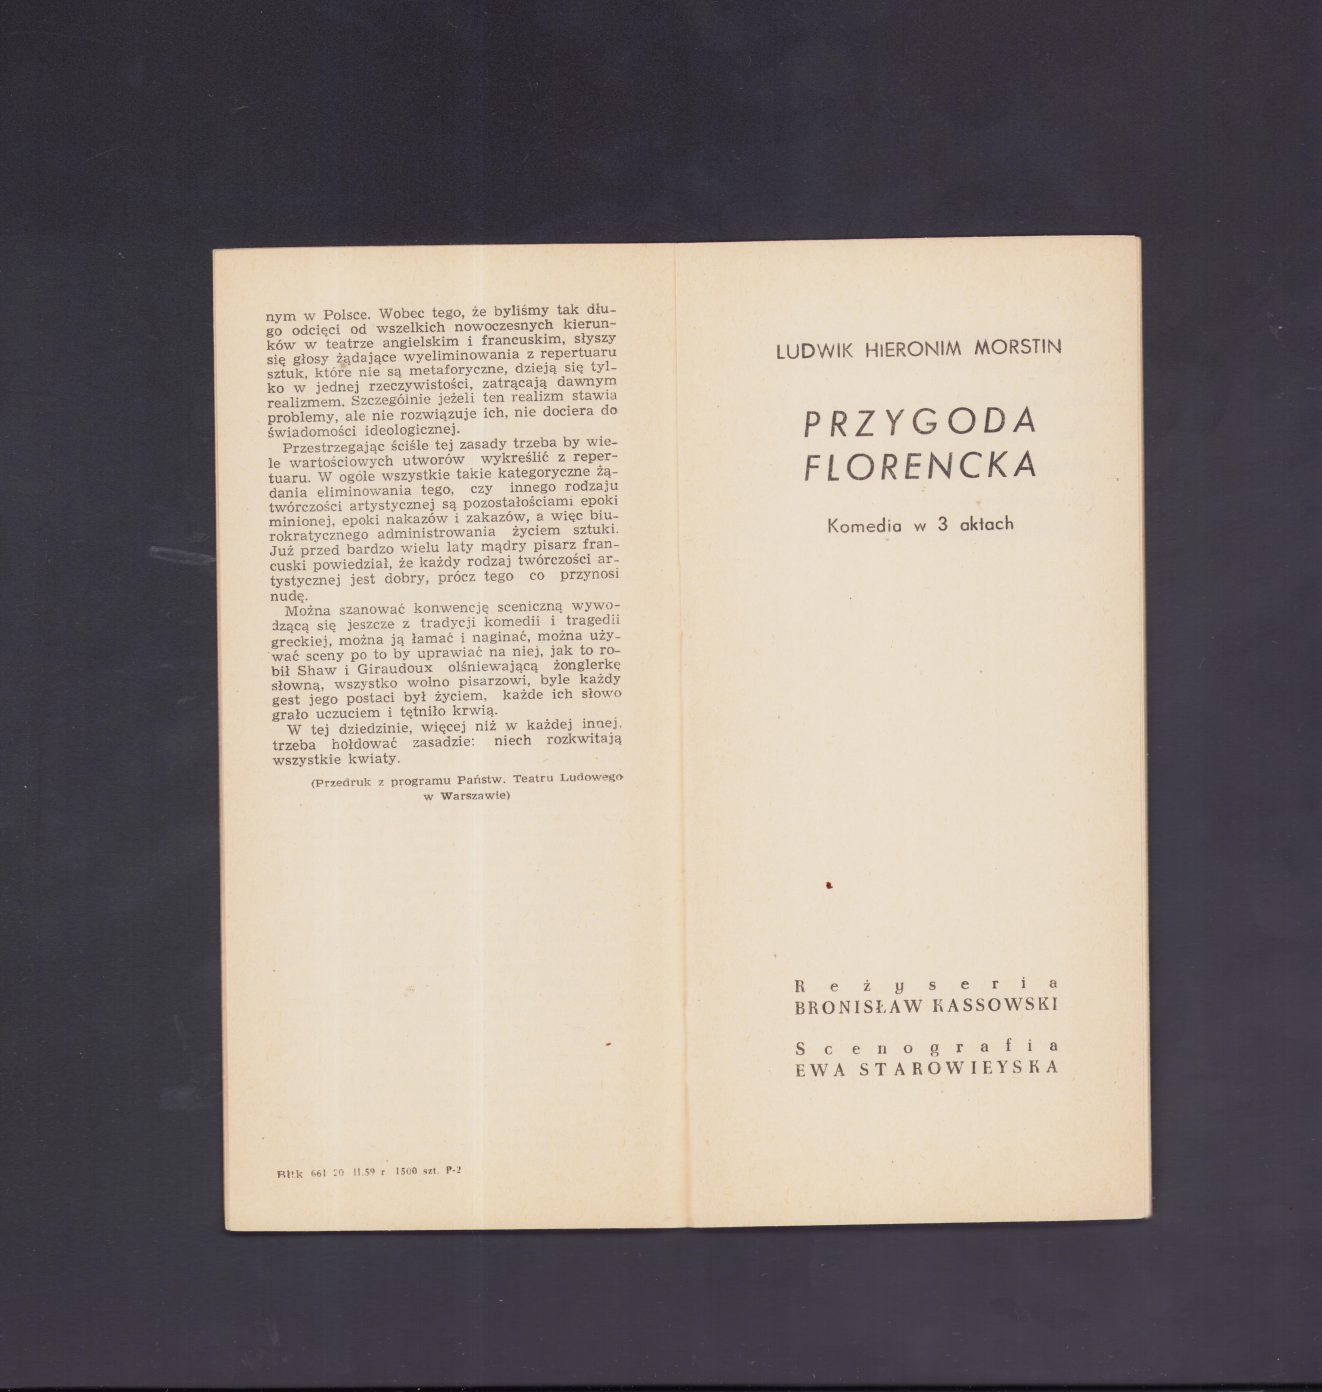 nym w Polsce. Wobec tego, że byliśmy tak dłu-
go odcięci od wszelkich nowoczesnych kierun-
ków w teatrze angielskim i francuskim, słyszy
się głosy żądające wyeliminowania z repertuaru
sztuk, które nie są metaforyczne, dzieją się tyl-
ko w jednej rzeczywistości, zatrącają dawnym
realizmem. Szczególnie jeżeli ten realizm stawia
problemy, ale nie rozwiązuje ich, nie dociera do
świadomości ideologicznej.
Przestrzegając ściśle tej zasady trzeba by wie-
le wartościowych utworów wykreślić z reper-
tuaru. W ogóle wszystkie takie kategoryczne żą-
dania eliminowania tego, czy innego rodzaju
twórczości artystycznej są pozostałościami epoki
minionej, epoki nakazów i zakazów, a więc biu-
rokratycznego administrowania życiem sztuki.
Już przed bardzo wielu laty mądry pisarz fran-
cuski powiedział, że każdy rodzaj twórczości ar-
tystycznej jest dobry, prócz tego co przynosi
nudę.
Można szanować konwencję sceniczną wywo-
dzącą się jeszcze z tradycji komedii i tragedii
greckiej, można ją łamać i naginać, można uży-
wać sceny po to by uprawiać na niej, jak to ro-
bił Shaw i Giraudoux olśniewającą żonglerkę
słowną, wszystko wolno pisarzowi, byle każdy
gest jego postaci był życiem, każde ich słowo
grało uczuciem i tętniło krwią.
W tej dziedzinie, więcej niż w każdej innej,
trzeba hołdować zasadzie: niech rozkwitają
wszystkie kwiaty.
(Przedruk z programu Państw. Teatru Ludowego
w Warszawie)
661 20 11.59 r 1500 szt. P-2
LUDWIK HIERONIM MORSTIN
PRZYGODA
FLORENCKA
Komedia w 3 aktach
Reżyseria
BRONISŁAW KASSOWSKI
Scenografia
EWA STAROWIEYSKA